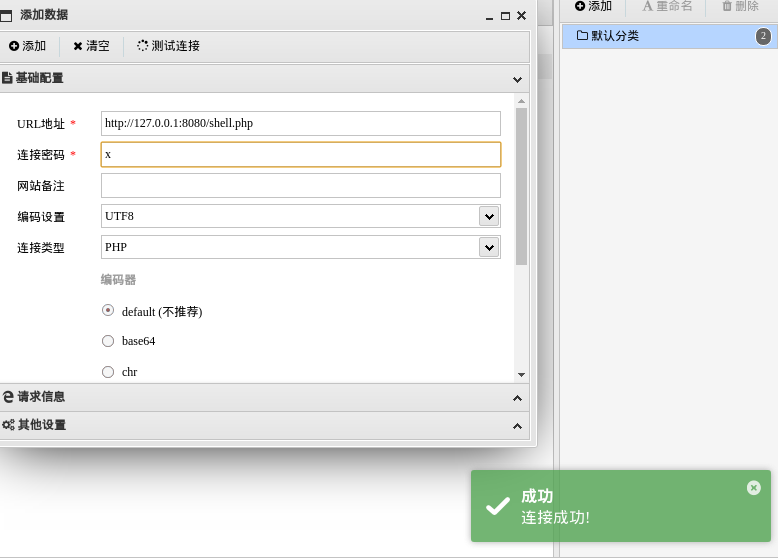 添加数据
添加 清空 测试连接
基础配置
URL地址 * http://127.0.0.1:8080/shell.php
连接密码 * x
网站备注
编码设置 UTF8
连接类型 PHP
编码器
default (不推荐)
base64
chr
请求信息
其他设置
添加 重命名 删除
默认分类 2
成功
连接成功!